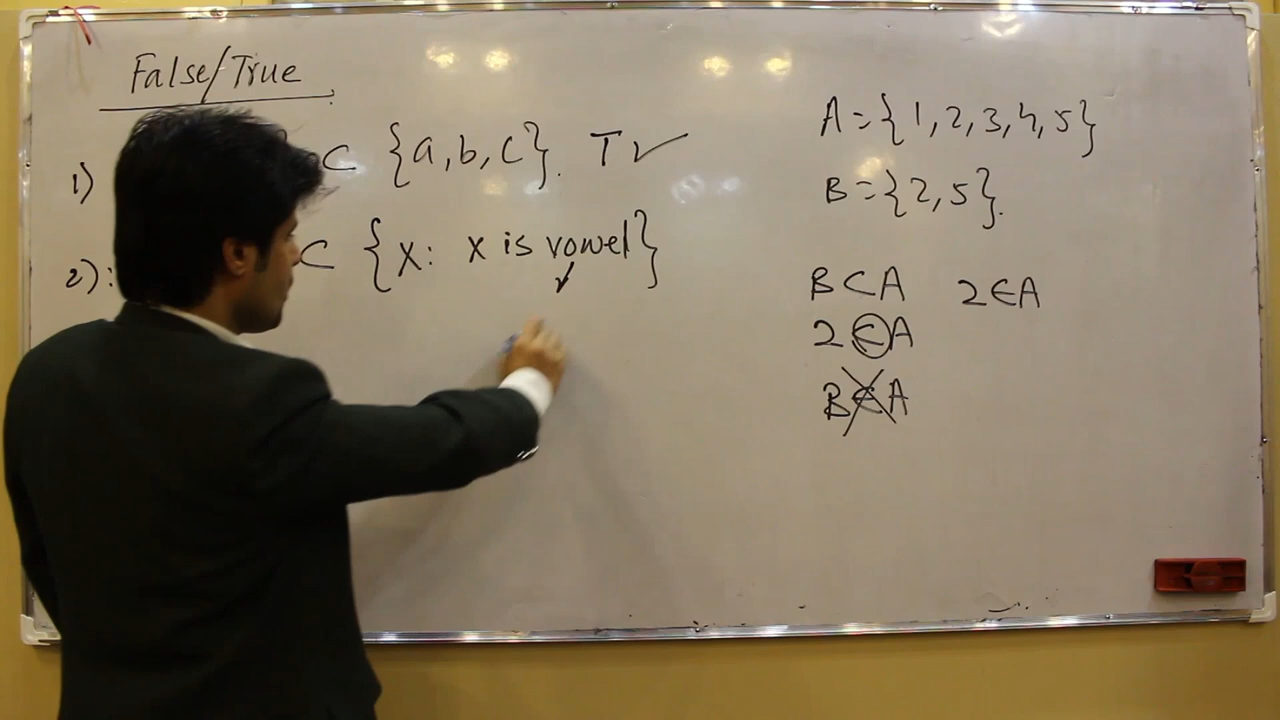 False/True
1) ⊂ {a, b, c}. T ✓
2): ⊂ {x: x is vowel}
A = {1, 2, 3, 4, 5}
B = {2, 5}.
B ⊂ A 2 ∈ A
2 ∈ A
B ∈ A